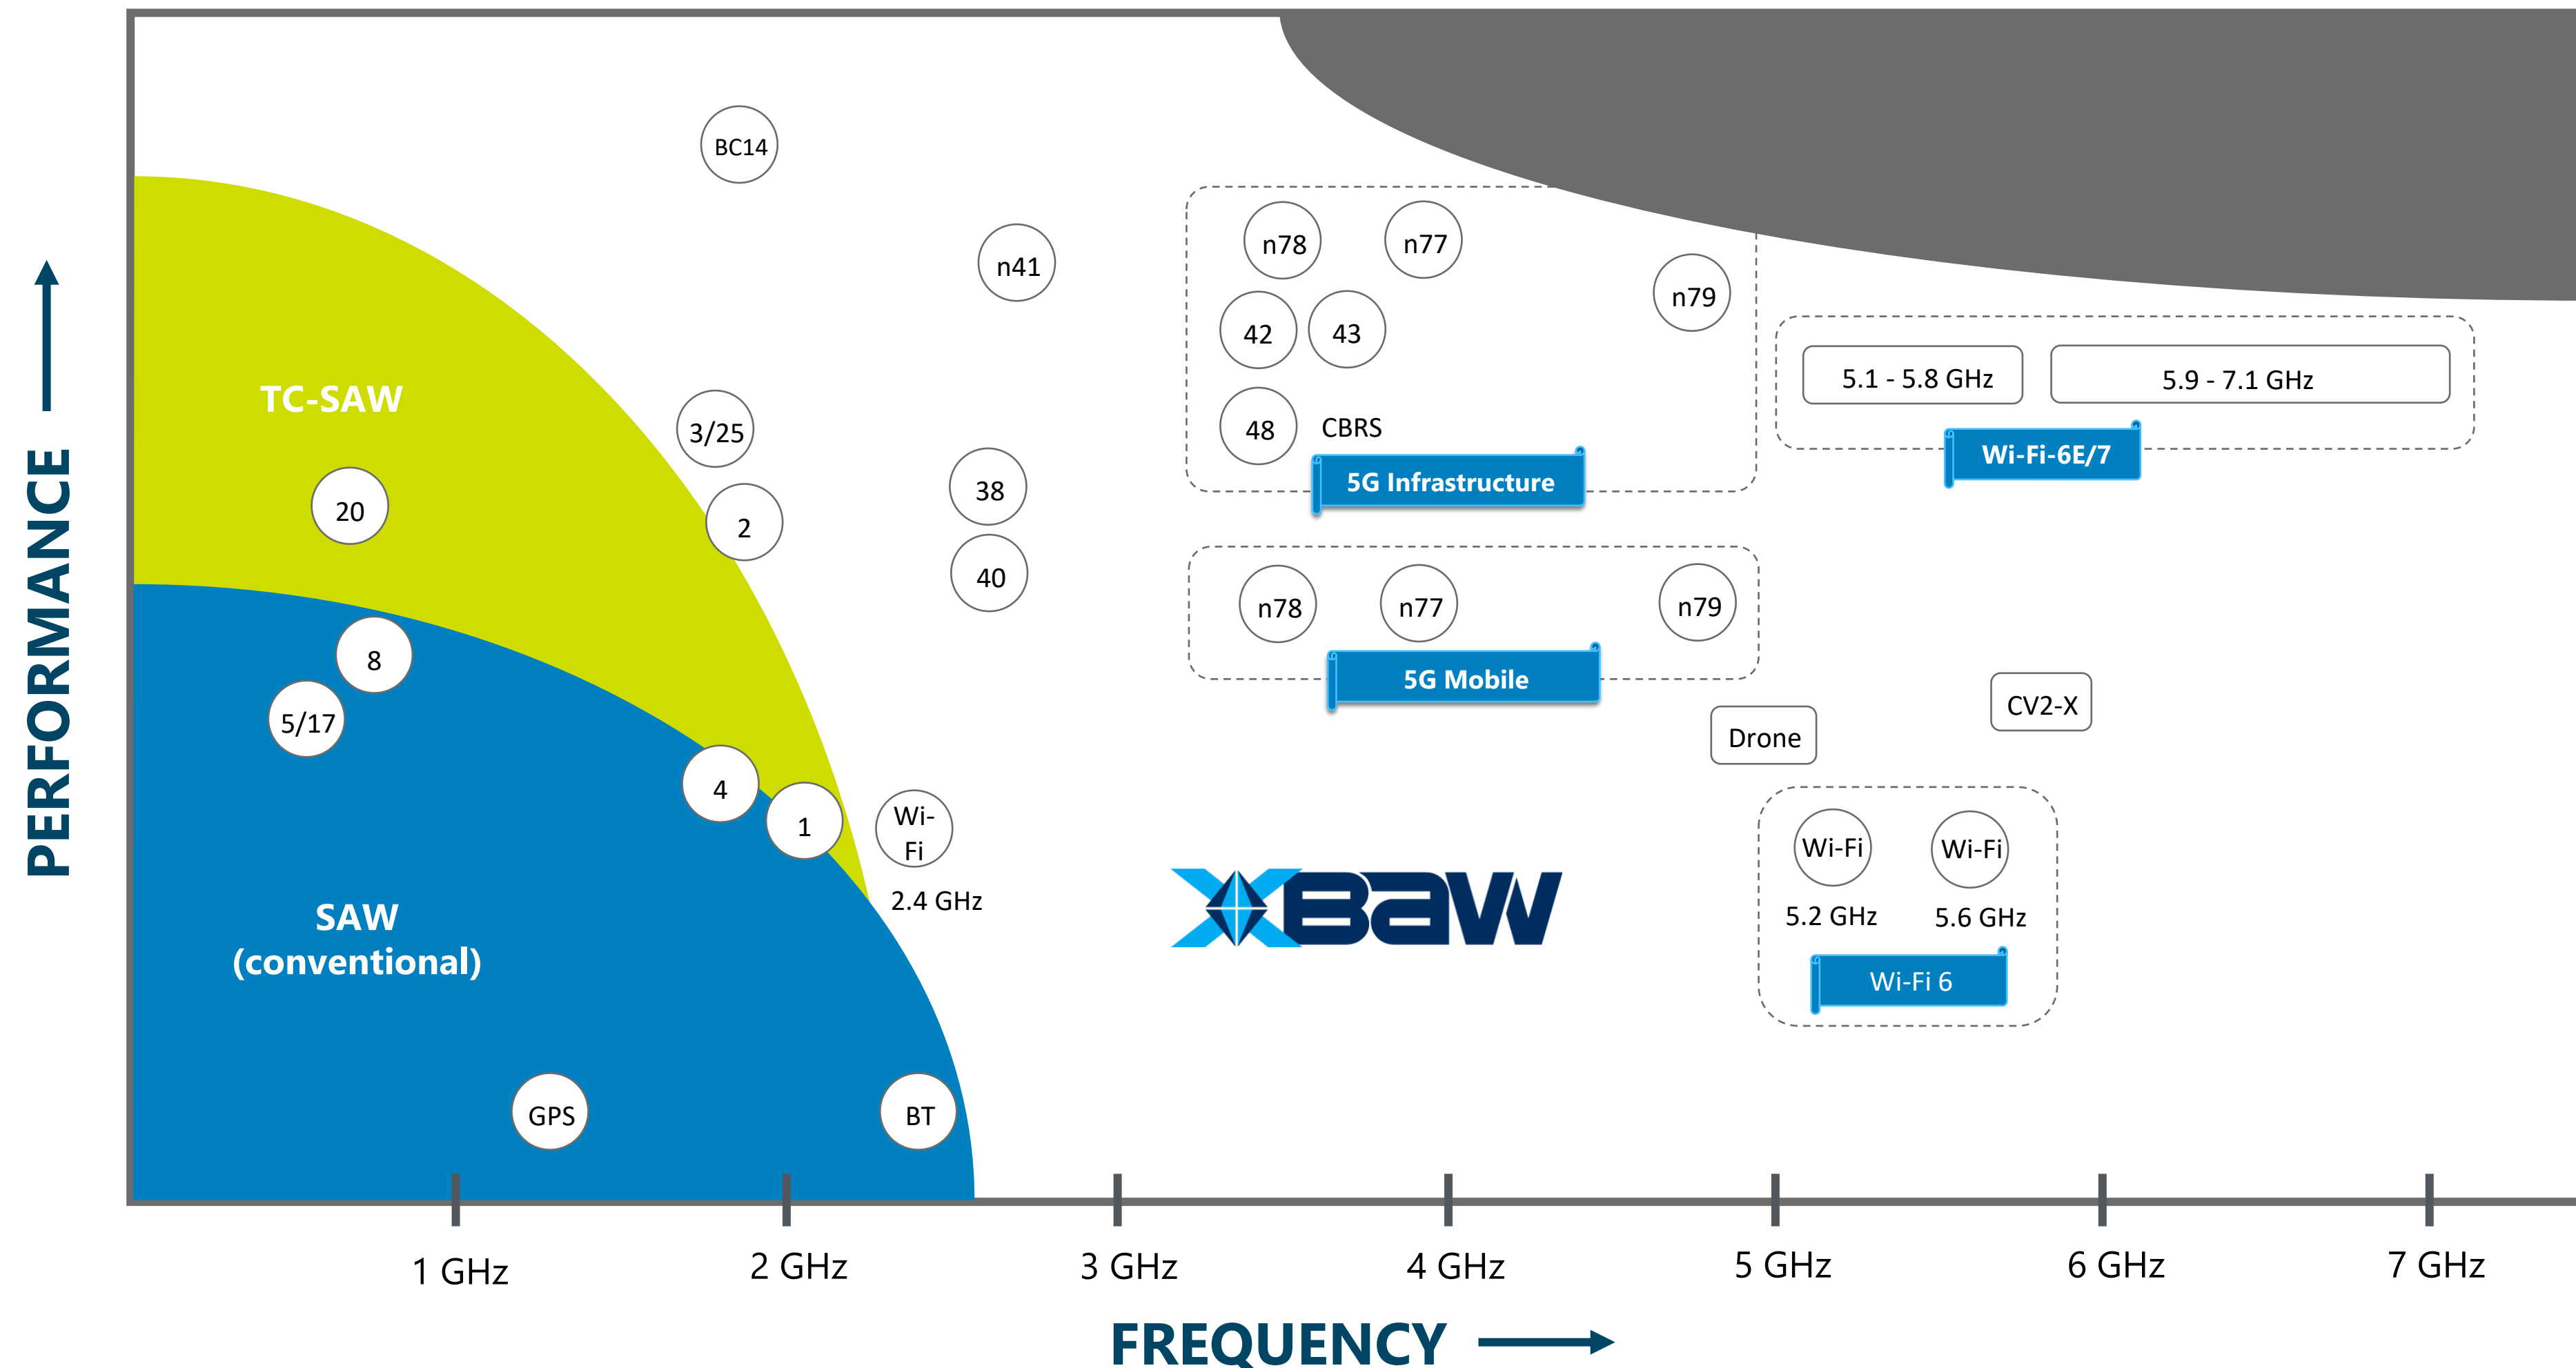 PERFORMANCE
BC14
n41
TC-SAW
3/25
20
2
38
40
8
5/17
4
1
Wi-
Fi
2.4 GHz
SAW
(conventional)
GPS
BT
n78
n77
n79
42
43
48
CBRS
5G Infrastructure
5.1 - 5.8 GHz
5.9 - 7.1 GHz
Wi-Fi-6E/7
n78
n77
n79
5G Mobile
Drone
CV2-X
XBAW
Wi-Fi
Wi-Fi
5.2 GHz
5.6 GHz
Wi-Fi 6
1 GHz
2 GHz
3 GHz
4 GHz
5 GHz
6 GHz
7 GHz
FREQUENCY